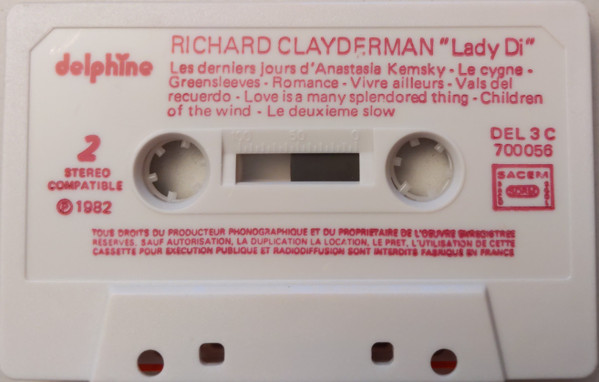 delphine
RICHARD CLAYDERMAN "Lady Di"
Les derniers jours d'Anastasia Kemsky - Le cygne -
Greensleeves - Romance - Vivre ailleurs - Vals del
recuerdo - Love is a many splendored thing - Children
of the wind - Le deuxieme slow
2
STEREO
COMPATIBLE
℗ 1982
100 50 0
DEL 3 C
700056
SACEM
TOUS DROITS DU PRODUCTEUR PHONOGRAPHIQUE ET DU PROPRIETAIRE DE L'OEUVRE ENREGISTREE
RESERVES. SAUF AUTORISATION, LA DUPLICATION LA LOCATION, LE PRET, L'UTILISATION DE CETTE
CASSETTE POUR EXECUTION PUBLIQUE ET RADIODIFFUSION SONT INTERDITS FABRIQUE EN FRANCE